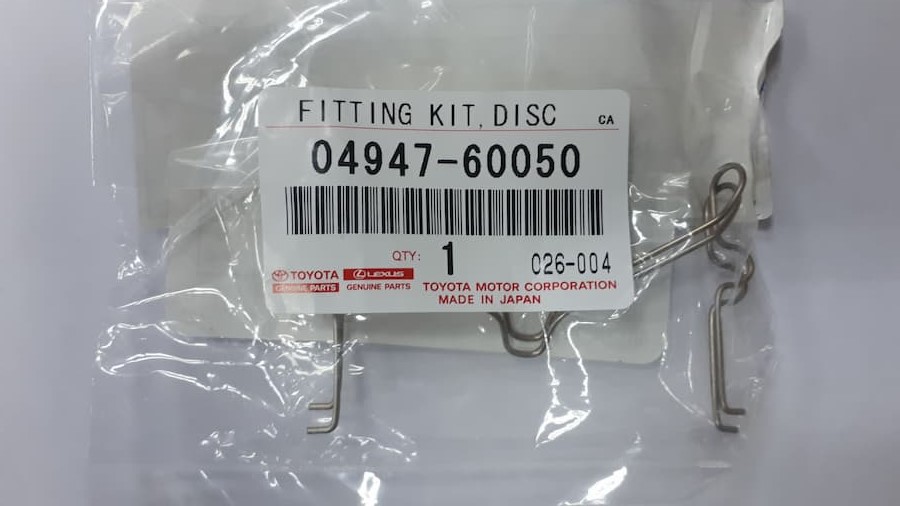 FITTING KIT, DISC CA
04947-60050
QTY: 1 026-004
TOYOTA LEXUS
GENUINE PARTS GENUINE PARTS
TOYOTA MOTOR CORPORATION
MADE IN JAPAN